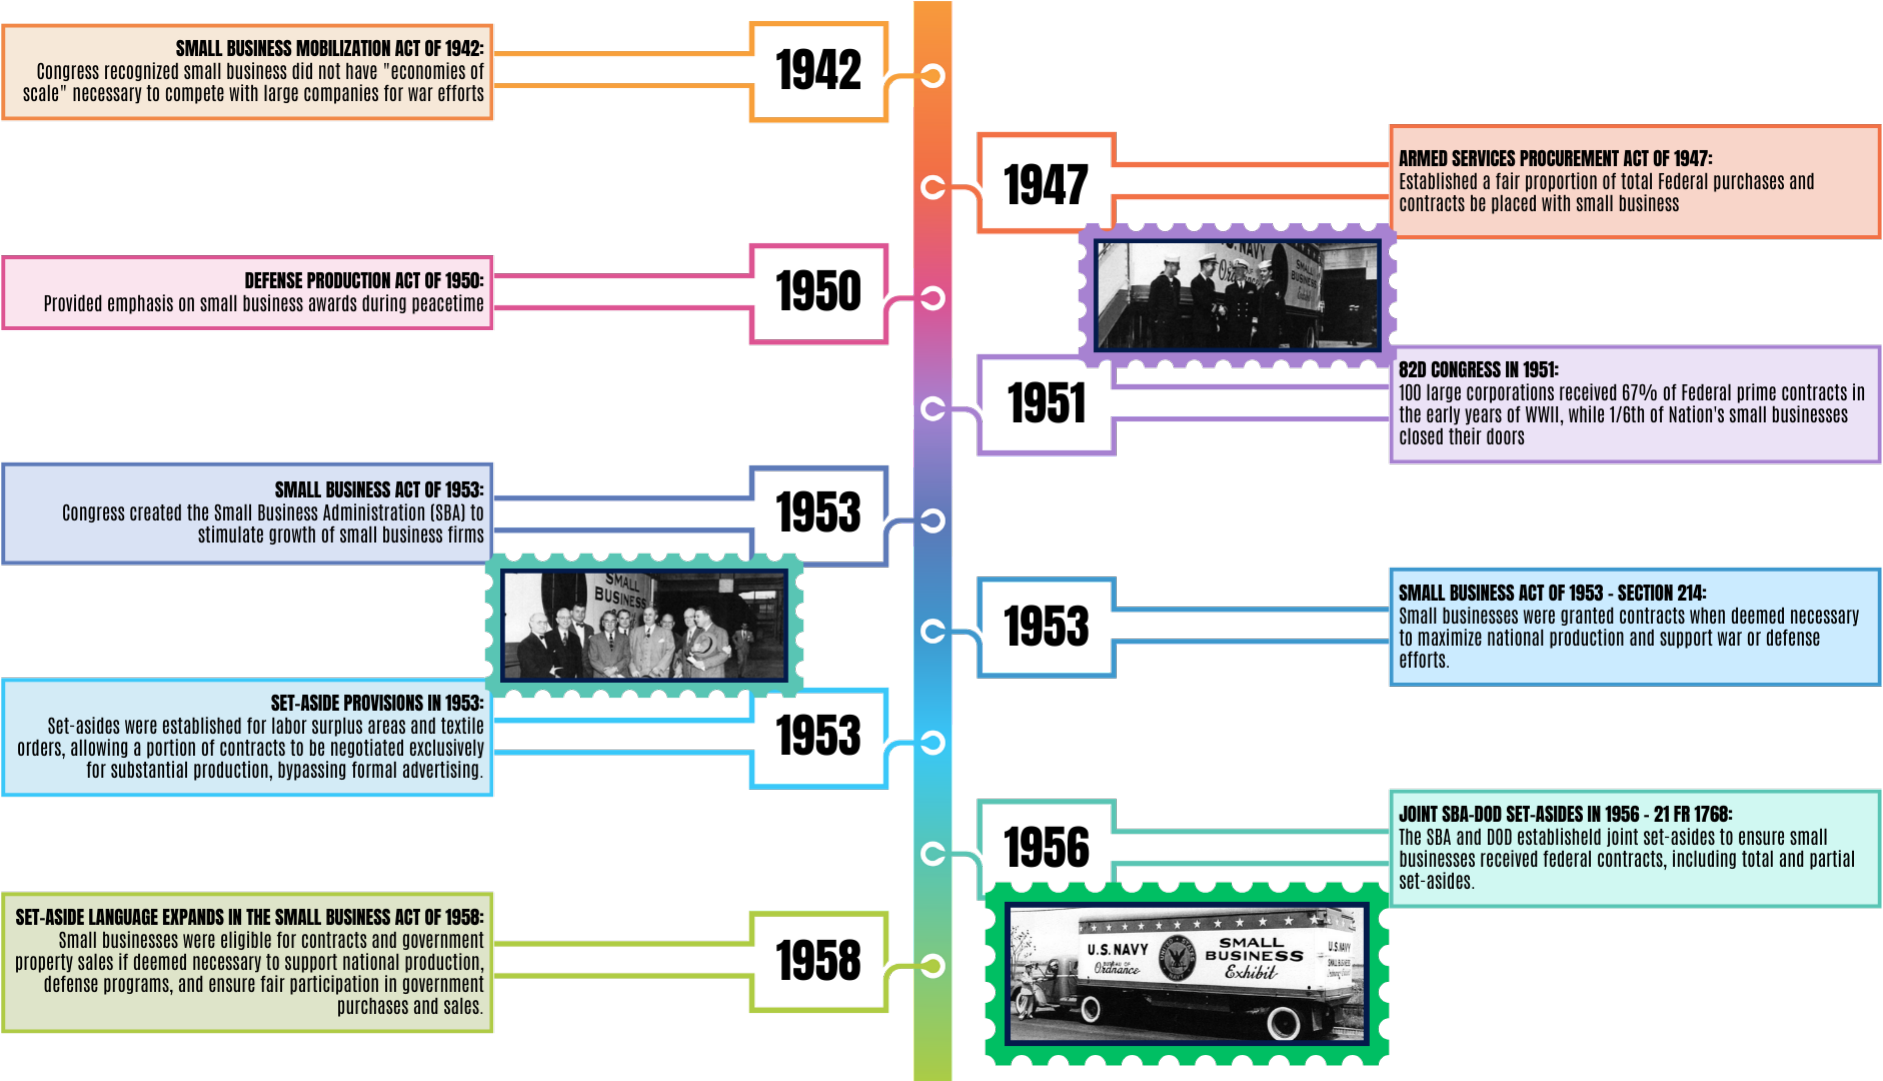 SMALL BUSINESS MOBILIZATION ACT OF 1942:
Congress recognized small business did not have "economies of
scale" necessary to compete with large companies for war efforts
1942
1947
ARMED SERVICES PROCUREMENT ACT OF 1947:
Established a fair proportion of total Federal purchases and
contracts be placed with small business
U.S. NAVY
SMALL
BUSINESS
DEFENSE PRODUCTION ACT OF 1950:
Provided emphasis on small business awards during peacetime
1950
1951
82D CONGRESS IN 1951:
100 large corporations received 67% of Federal prime contracts in
the early years of WWII, while 1/6th of Nation's small businesses
closed their doors
SMALL BUSINESS ACT OF 1953:
Congress created the Small Business Administration (SBA) to
stimulate growth of small business firms
1953
SMALL
BUSINESS
1953
SMALL BUSINESS ACT OF 1953 - SECTION 214:
Small businesses were granted contracts when deemed necessary
to maximize national production and support war or defense
efforts.
SET-ASIDE PROVISIONS IN 1953:
Set-asides were established for labor surplus areas and textile
orders, allowing a portion of contracts to be negotiated exclusively
for substantial production, bypassing formal advertising.
1953
1956
JOINT SBA-DOD SET-ASIDES IN 1956 - 21 FR 1768:
The SBA and DOD establisheld joint set-asides to ensure small
businesses received federal contracts, including total and partial
set-asides.
SET-ASIDE LANGUAGE EXPANDS IN THE SMALL BUSINESS ACT OF 1958:
Small businesses were eligible for contracts and government
property sales if deemed necessary to support national production,
defense programs, and ensure fair participation in government
purchases and sales.
1958
U.S. NAVY
BUREAU OF
Ordnance
SMALL
BUSINESS
Exhibit
U.S. NAVY
SMALL
BUSINESS